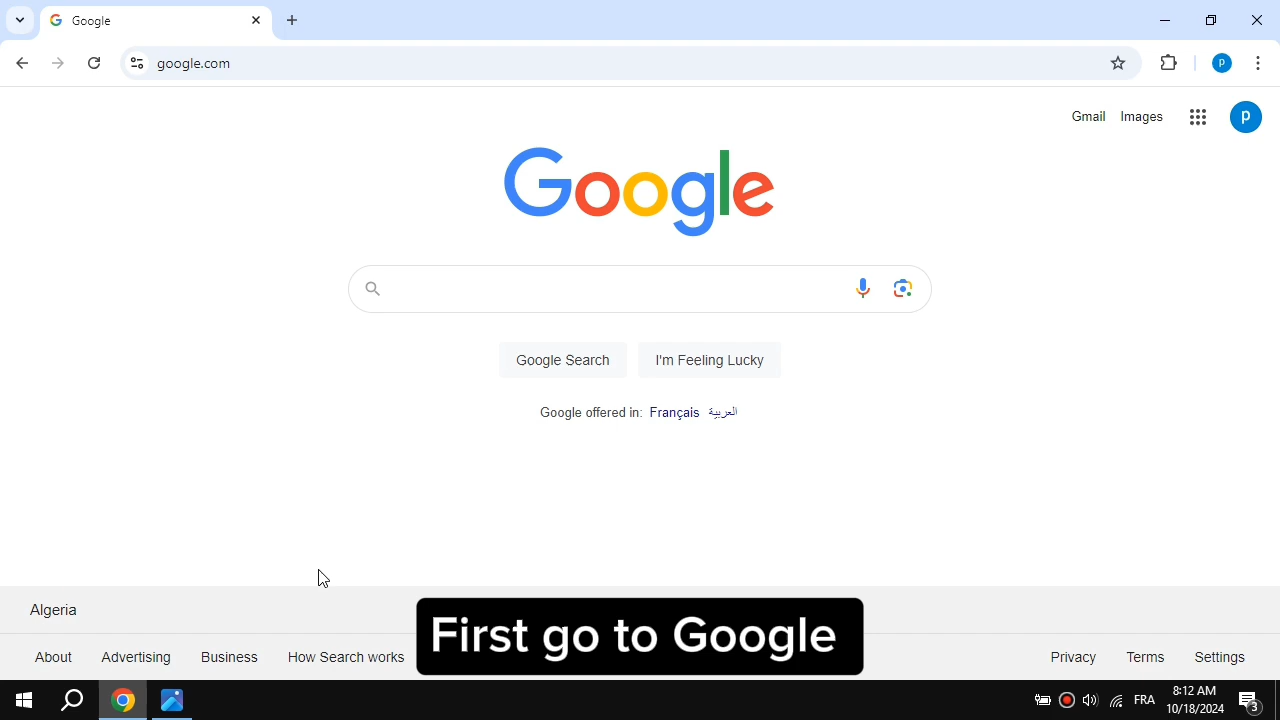 Google
google.com
P
Gmail
Images
P
Google
Google Search
I'm Feeling Lucky
Google offered in: Français العربية
Algeria
First go to Google
About
Advertising
Business
How Search works
Privacy
Terms
Settings
FRA
8:12 AM
10/18/2024
3